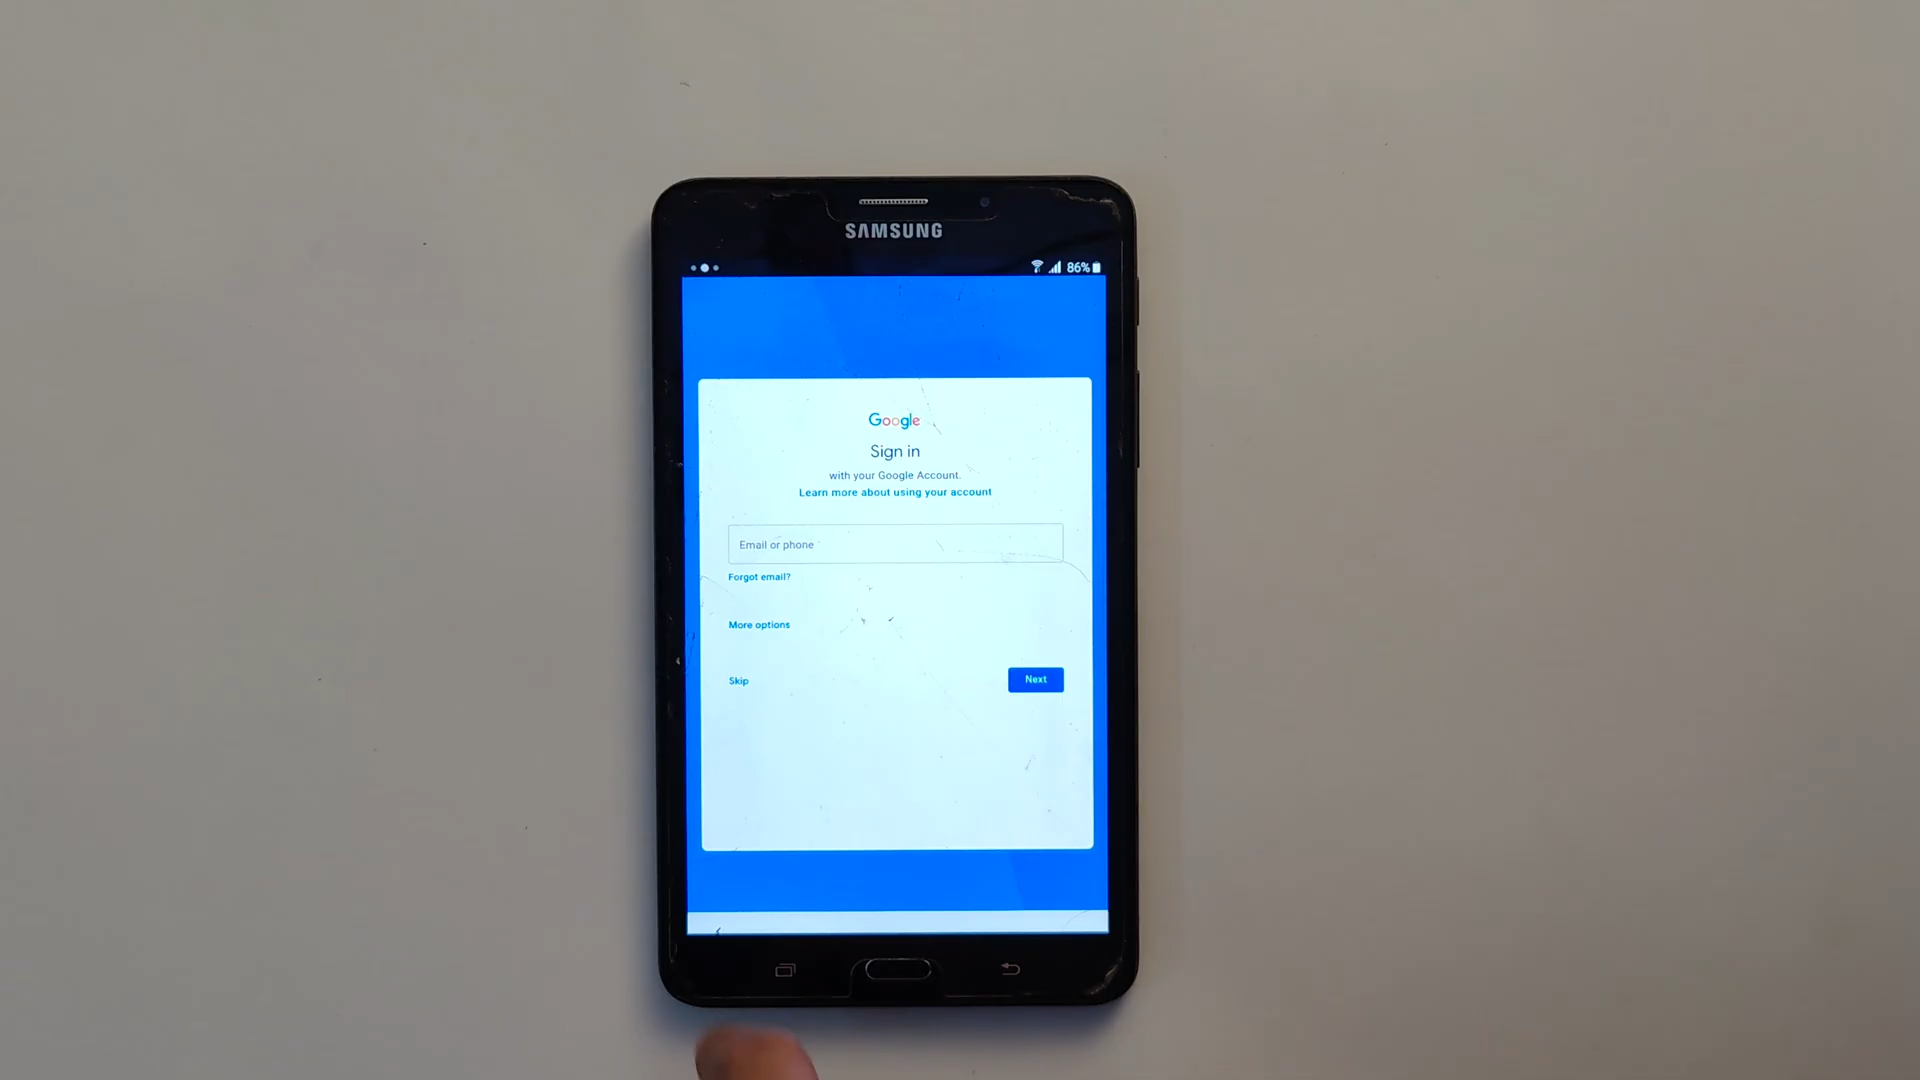 SAMSUNG
86%
Google
Sign in
with your Google Account.
Learn more about using your account
Email or phone
Forgot email?
More options
Skip
Next